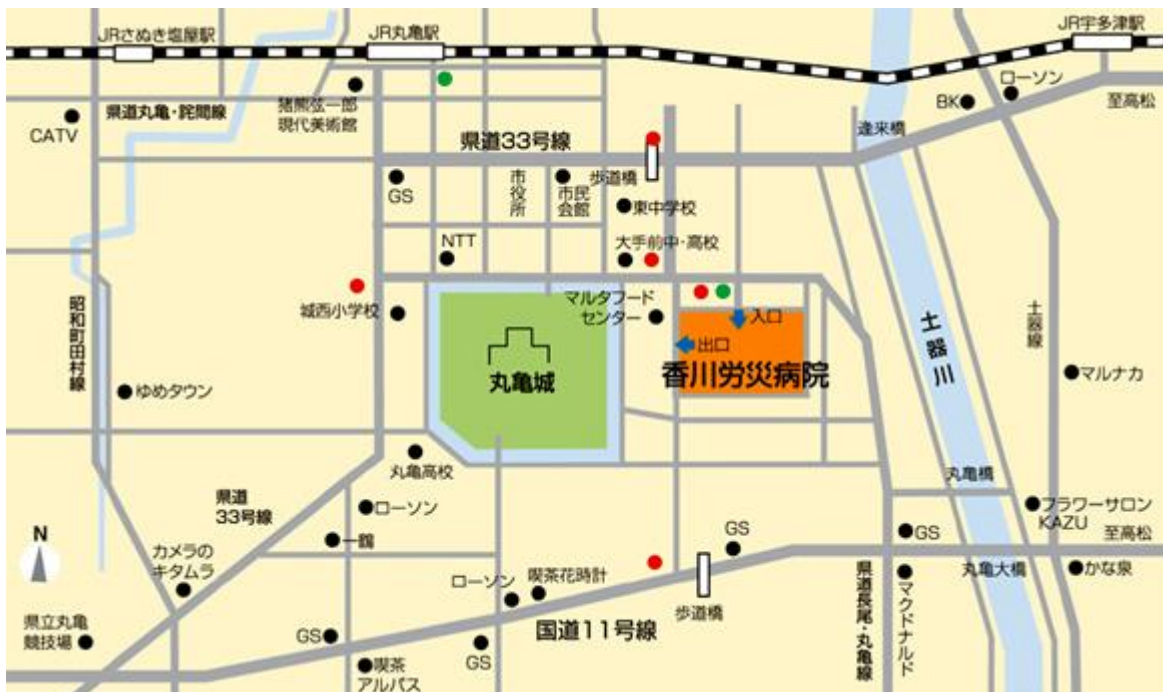 JRさぬき塩屋駅
JR丸亀駅
JR宇多津駅
県道丸亀・詫間線
CATV
猪熊弦一郎
現代美術館
BK
ローソン
至高松
蓬来橋
県道33号線
GS
市役所
市民
会館
歩道橋
東中学校
NTT
大手前中・高校
昭和町田村線
城西小学校
マルタフード
センター
入口
出口
香川労災病院
丸亀城
土器川
土器線
マルナカ
ゆめタウン
丸亀高校
丸亀橋
県道
33号線
ローソン
一鶴
フラワーサロン
KAZU
N
カメラの
キタムラ
GS
GS
至高松
ローソン
喫茶花時計
丸亀大橋
かな泉
県立丸亀
競技場
GS
GS
国道11号線
歩道橋
県道長尾・丸亀線
マクドナルド
喫茶
アルパス